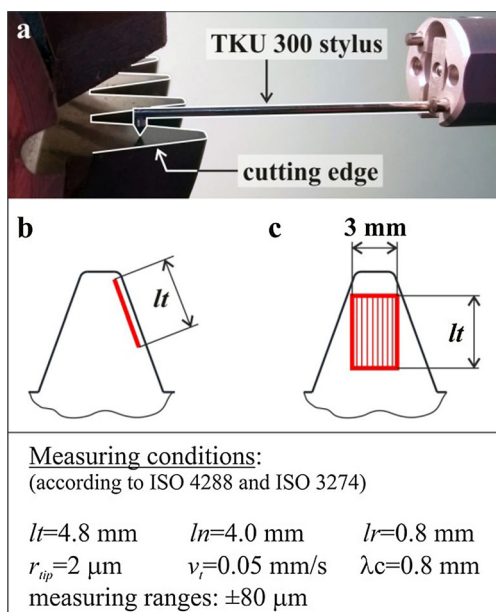 a
TKU 300 stylus
cutting edge
b
c
3 mm
lt
lt
Measuring conditions:
(according to ISO 4288 and ISO 3274)
lt=4.8 mm ln=4.0 mm lr=0.8 mm
rtip=2 μm vt=0.05 mm/s λc=0.8 mm
measuring ranges: ±80 μm